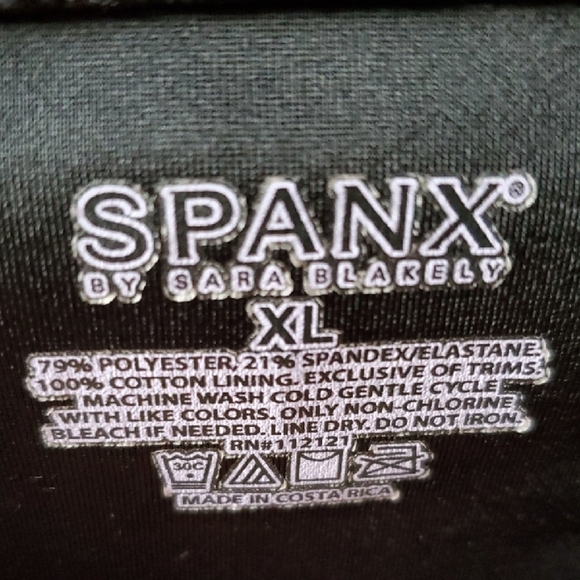 SPANX®
BY SARA BLAKELY
XL
79% POLYESTER, 21% SPANDEX/ELASTANE.
100% COTTON LINING. EXCLUSIVE OF TRIMS.
MACHINE WASH COLD GENTLE CYCLE
WITH LIKE COLORS. ONLY NON-CHLORINE
BLEACH IF NEEDED. LINE DRY. DO NOT IRON.
RN#112121
30C
MADE IN COSTA RICA